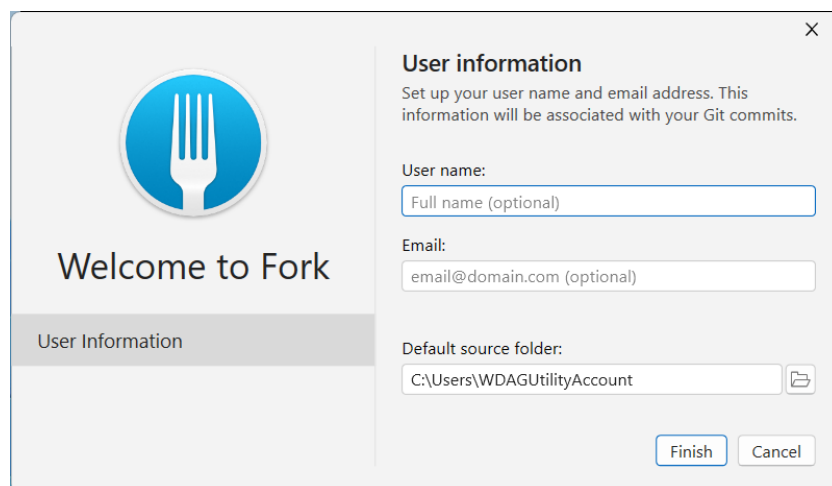 Welcome to Fork
User Information
User information
Set up your user name and email address. This
information will be associated with your Git commits.
User name:
Full name (optional)
Email:
email@domain.com (optional)
Default source folder:
C:\Users\WDAGUtilityAccount
Finish
Cancel